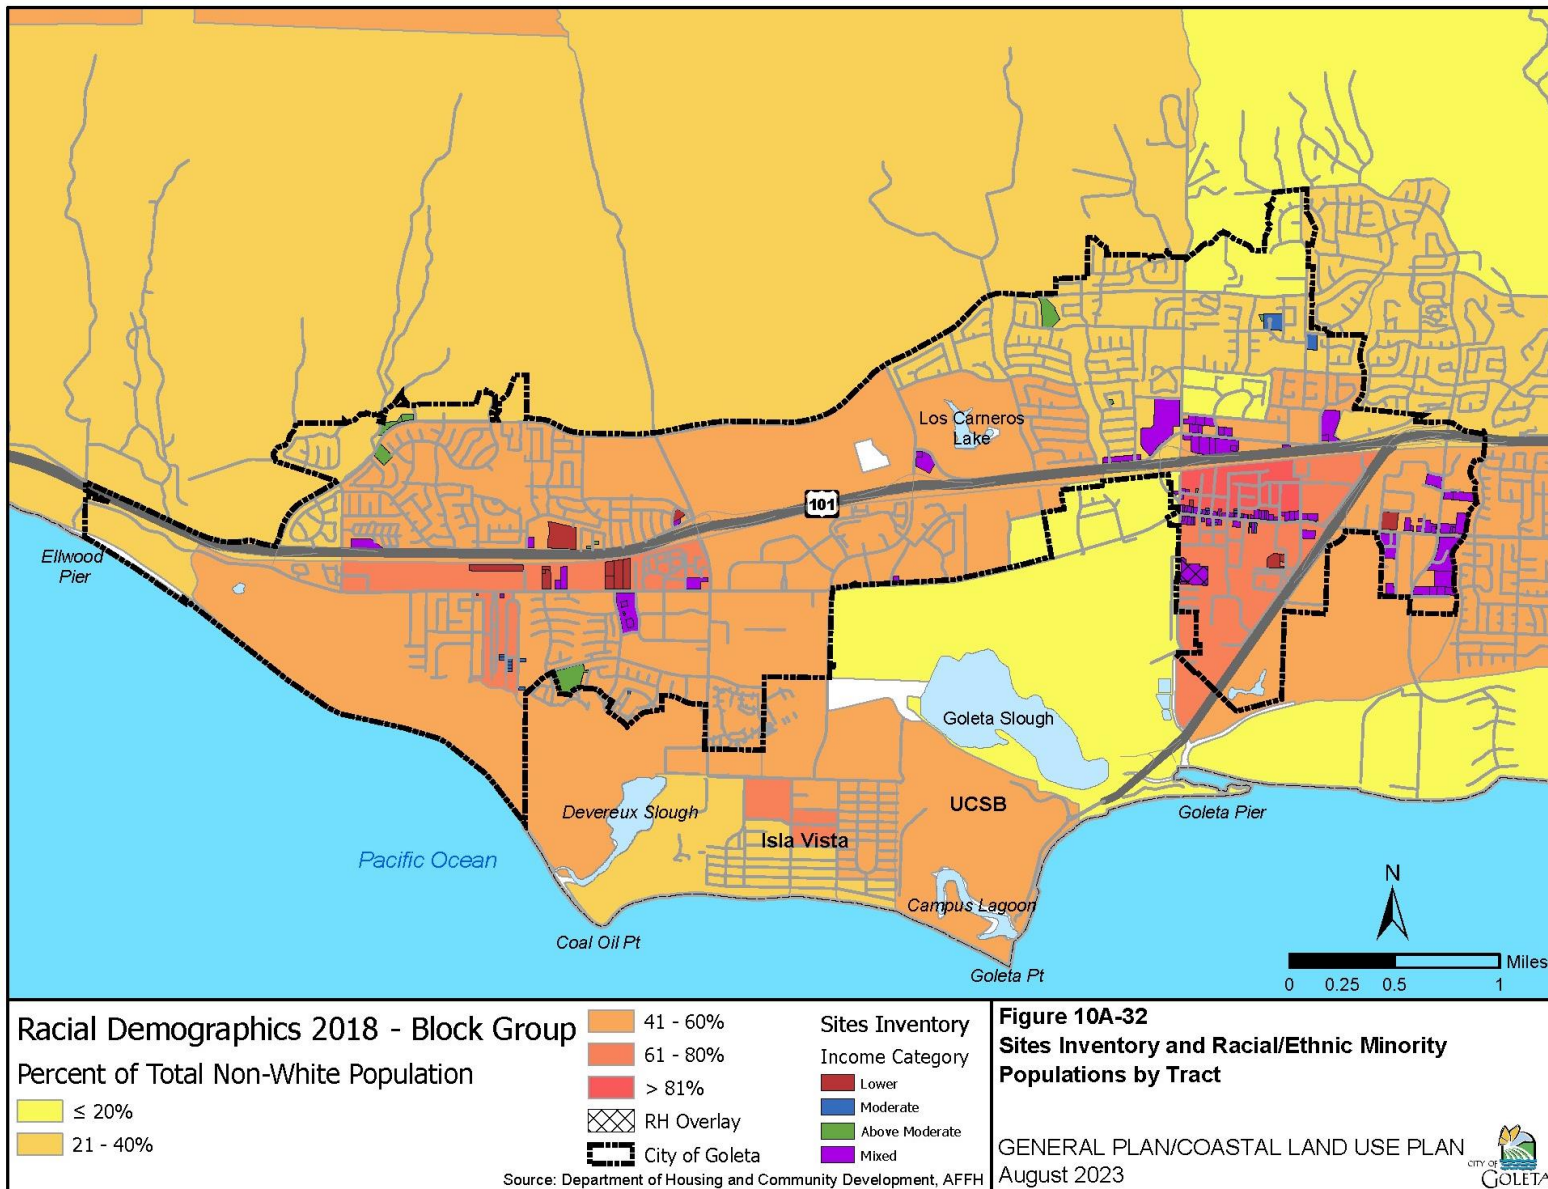 Los Carneros
Lake
101
Ellwood
Pier
Goleta Slough
Devereux Slough
UCSB
Goleta Pier
Isla Vista
Pacific Ocean
Campus Lagoon
Coal Oil Pt
Goleta Pt
N
Miles
0 0.25 0.5 1
Racial Demographics 2018 - Block Group
Percent of Total Non-White Population
≤ 20%
21 - 40%
41 - 60%
61 - 80%
> 81%
RH Overlay
City of Goleta
Sites Inventory
Income Category
Lower
Moderate
Above Moderate
Mixed
Source: Department of Housing and Community Development, AFFH
Figure 10A-32
Sites Inventory and Racial/Ethnic Minority
Populations by Tract
GENERAL PLAN/COASTAL LAND USE PLAN
August 2023
CITY OF
GOLETA